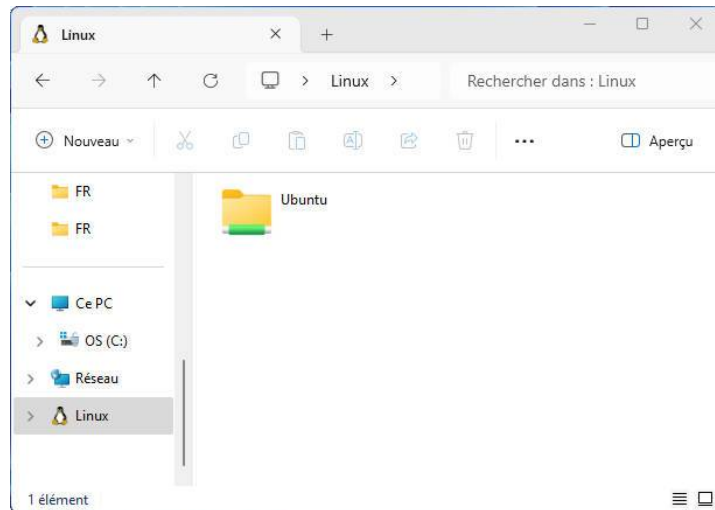 Linux
Linux
Rechercher dans : Linux
Nouveau
Aperçu
FR
Ubuntu
FR
Ce PC
OS (C:)
Réseau
Linux
1 élément